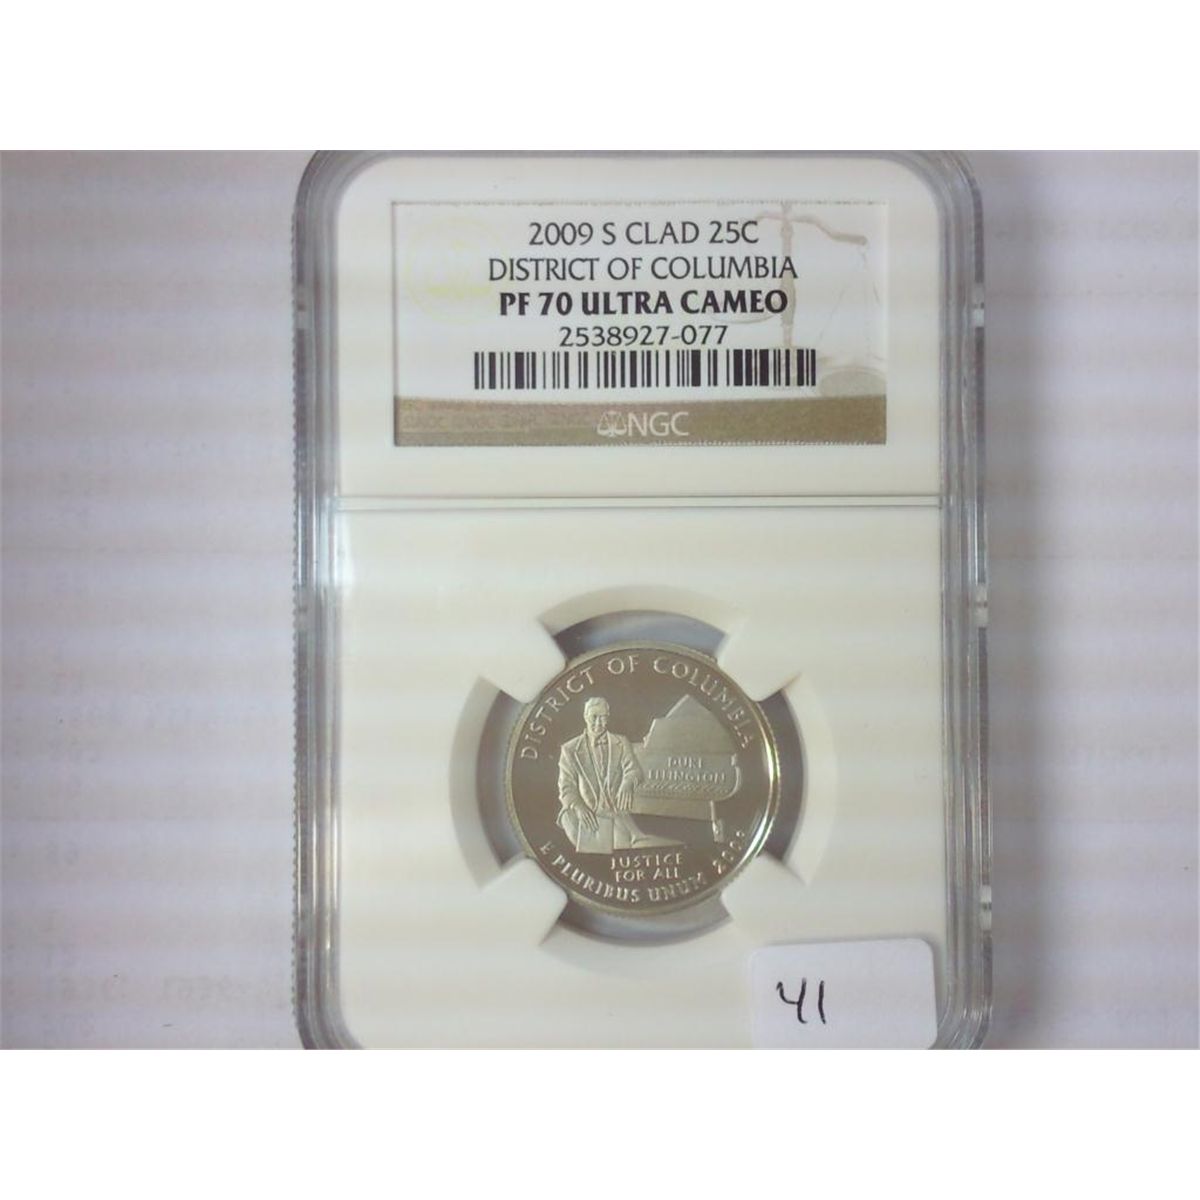 2009 S CLAD 25C
DISTRICT OF COLUMBIA
PF 70 ULTRA CAMEO
2538927-077
NGC
DISTRICT OF COLUMBIA
DUKE
ELLINGTON
JUSTICE
FOR ALL
E PLURIBUS UNUM 2009
41